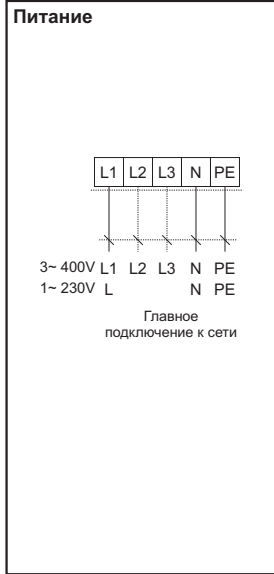 Питание
L1 L2 L3 N PE
3~ 400V L1 L2 L3 N PE
1~ 230V L N PE
Главное
подключение к сети